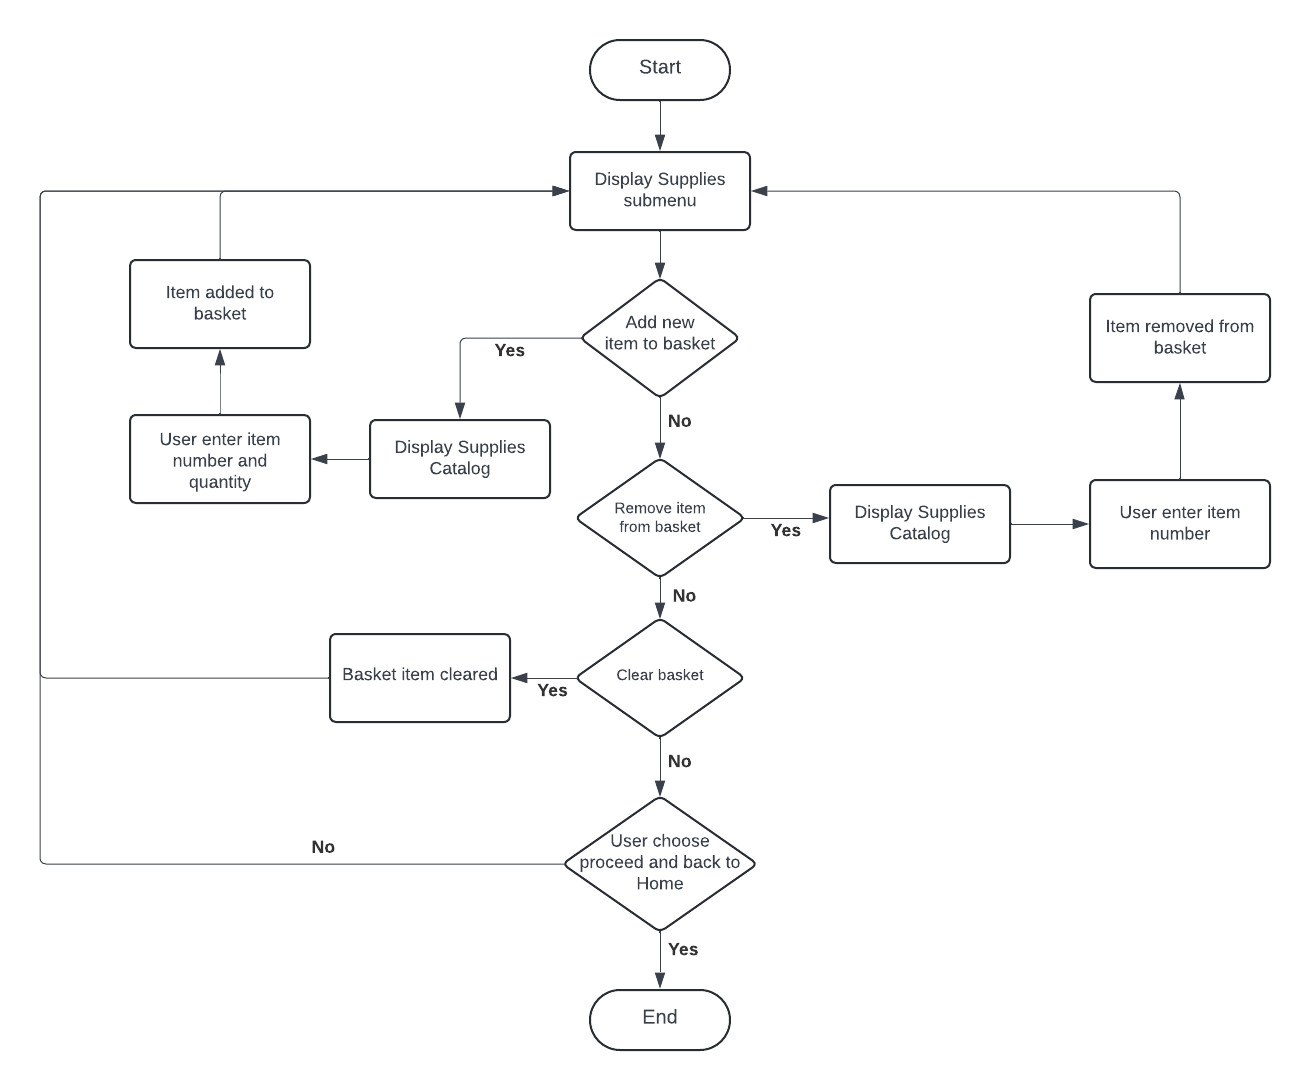 Start
Display Supplies
submenu
Item added to
basket
Add new
item to basket
Item removed from
basket
Yes
No
User enter item
number and
quantity
Display Supplies
Catalog
Remove item
from basket
Yes
Display Supplies
Catalog
User enter item
number
No
Basket item cleared
Yes
Clear basket
No
No
User choose
proceed and back to
Home
Yes
End